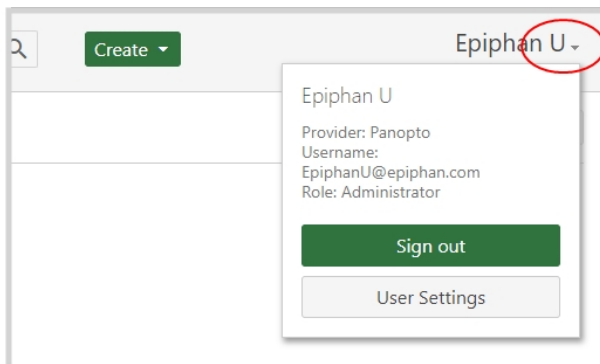 Create
Epiphan U
Epiphan U
Provider: Panopto
Username:
EpiphanU@epiphan.com
Role: Administrator
Sign out
User Settings